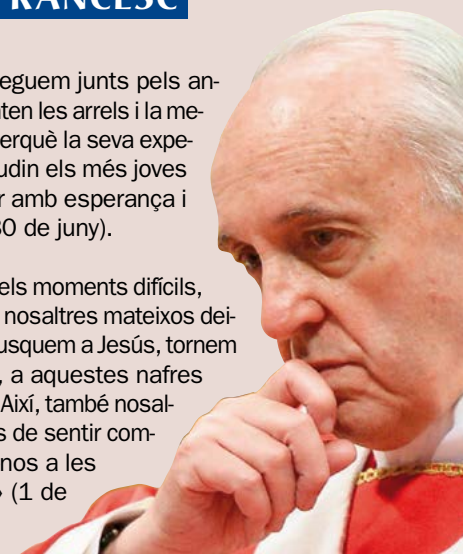 RANCESC
eguem junts pels an-
ten les arrels i la me-
erquè la seva expe-
udin els més joves
r amb esperança i
30 de juny).
els moments difícils,
nosaltres mateixos dei-
usquem a Jesús, tornem
, a aquestes nafres
Així, també nosal-
s de sentir com-
nos a les
» (1 de